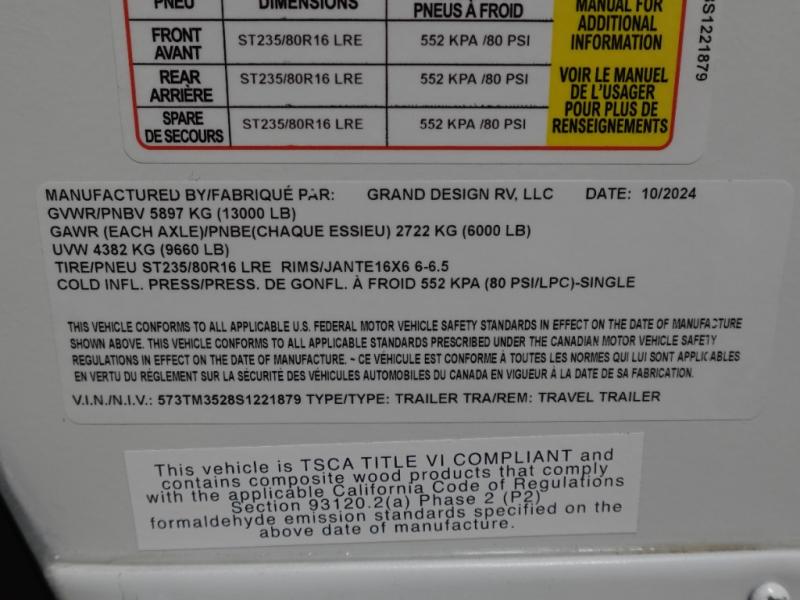 PNEU DIMENSIONS PNEUS À FROID
FRONT AVANT ST235/80R16 LRE 552 KPA /80 PSI
REAR ARRIÈRE ST235/80R16 LRE 552 KPA /80 PSI
SPARE DE SECOURS ST235/80R16 LRE 552 KPA /80 PSI
MANUAL FOR
ADDITIONAL
INFORMATION
VOIR LE MANUEL
DE L'USAGER
POUR PLUS DE
RENSEIGNEMENTS
8S1221879
MANUFACTURED BY/FABRIQUÉ PAR: GRAND DESIGN RV, LLC DATE: 10/2024
GVWR/PNBV 5897 KG (13000 LB)
GAWR (EACH AXLE)/PNBE(CHAQUE ESSIEU) 2722 KG (6000 LB)
UVW 4382 KG (9660 LB)
TIRE/PNEU ST235/80R16 LRE RIMS/JANTE16X6 6-6.5
COLD INFL. PRESS/PRESS. DE GONFL. À FROID 552 KPA (80 PSI/LPC)-SINGLE
THIS VEHICLE CONFORMS TO ALL APPLICABLE U.S. FEDERAL MOTOR VEHICLE SAFETY STANDARDS IN EFFECT ON THE DATE OF MANUFACTURE
SHOWN ABOVE. THIS VEHICLE CONFORMS TO ALL APPLICABLE STANDARDS PRESCRIBED UNDER THE CANADIAN MOTOR VEHICLE SAFETY
REGULATIONS IN EFFECT ON THE DATE OF MANUFACTURE. - CE VÉHICULE EST CONFORME À TOUTES LES NORMES QUI LUI SONT APPLICABLES
EN VERTU DU RÈGLEMENT SUR LA SÉCURITÉ DES VÉHICULES AUTOMOBILES DU CANADA EN VIGUEUR À LA DATE DE SA FABRICATION.
V.I.N./N.I.V.: 573TM3528S1221879 TYPE/TYPE: TRAILER TRA/REM: TRAVEL TRAILER
This vehicle is TSCA TITLE VI COMPLIANT and
contains composite wood products that comply
with the applicable California Code of Regulations
Section 93120.2(a) Phase 2 (P2)
formaldehyde emission standards specified on the
above date of manufacture.